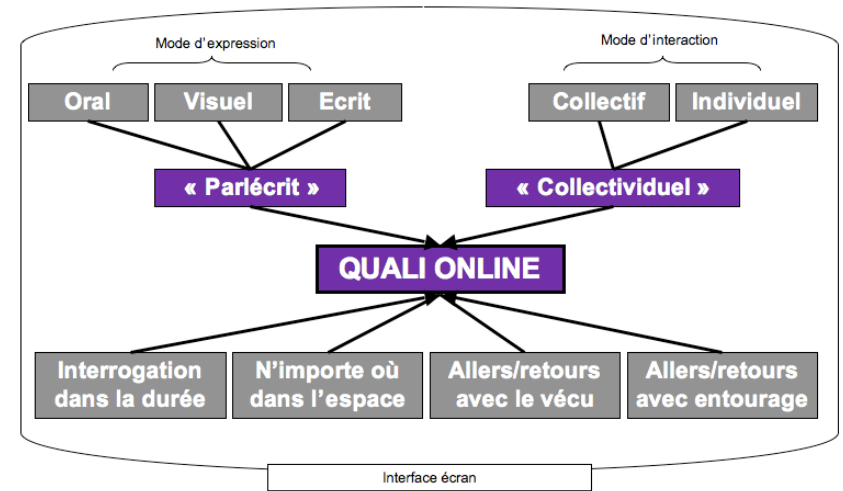 Mode d'expression
Mode d'interaction
Oral
Visuel
Ecrit
Collectif
Individuel
« Parlécrit »
« Collectividuel »
QUALI ONLINE
Interrogation
dans la durée
N'importe où
dans l'espace
Allers/retours
avec le vécu
Allers/retours
avec entourage
Interface écran